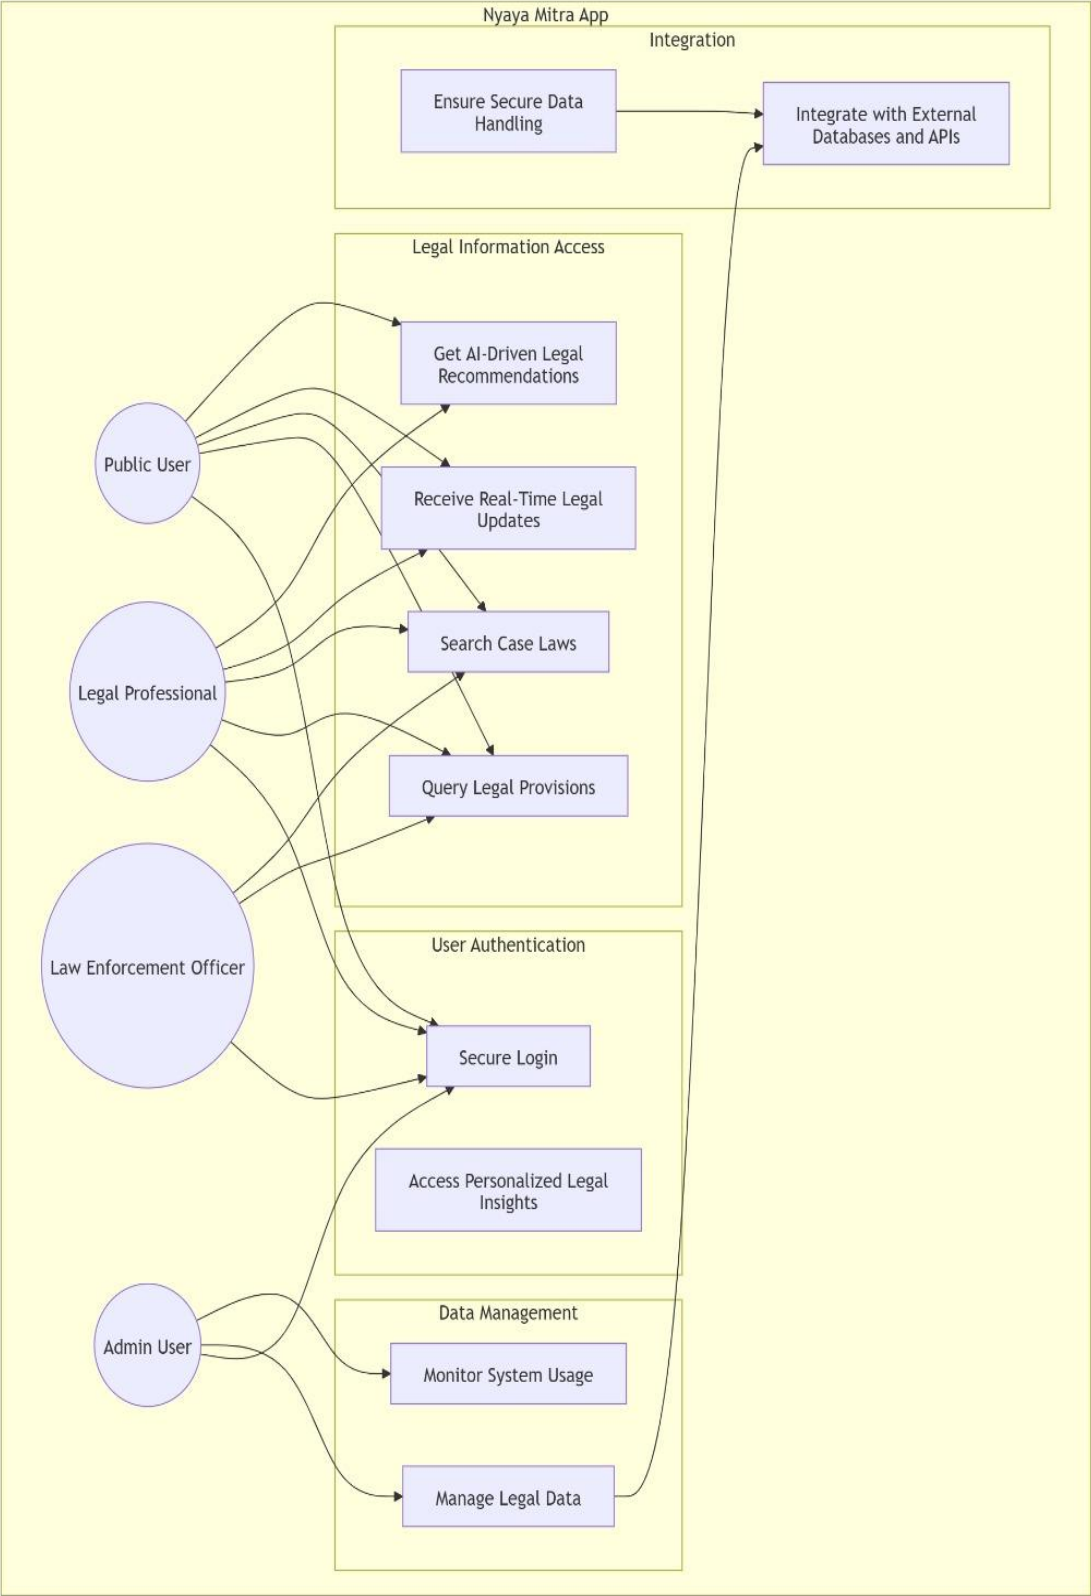 Nyaya Mitra App
Integration
Ensure Secure Data
Handling
Integrate with External
Databases and APIs
Legal Information Access
Get AI-Driven Legal
Recommendations
Public User
Receive Real-Time Legal
Updates
Search Case Laws
Legal Professional
Query Legal Provisions
User Authentication
Law Enforcement Officer
Secure Login
Access Personalized Legal
Insights
Data Management
Admin User
Monitor System Usage
Manage Legal Data